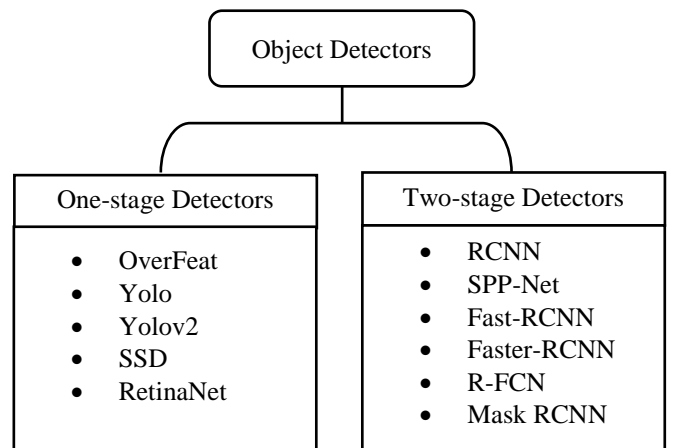 Object Detectors
One-stage Detectors
• OverFeat
• Yolo
• Yolov2
• SSD
• RetinaNet
Two-stage Detectors
• RCNN
• SPP-Net
• Fast-RCNN
• Faster-RCNN
• R-FCN
• Mask RCNN